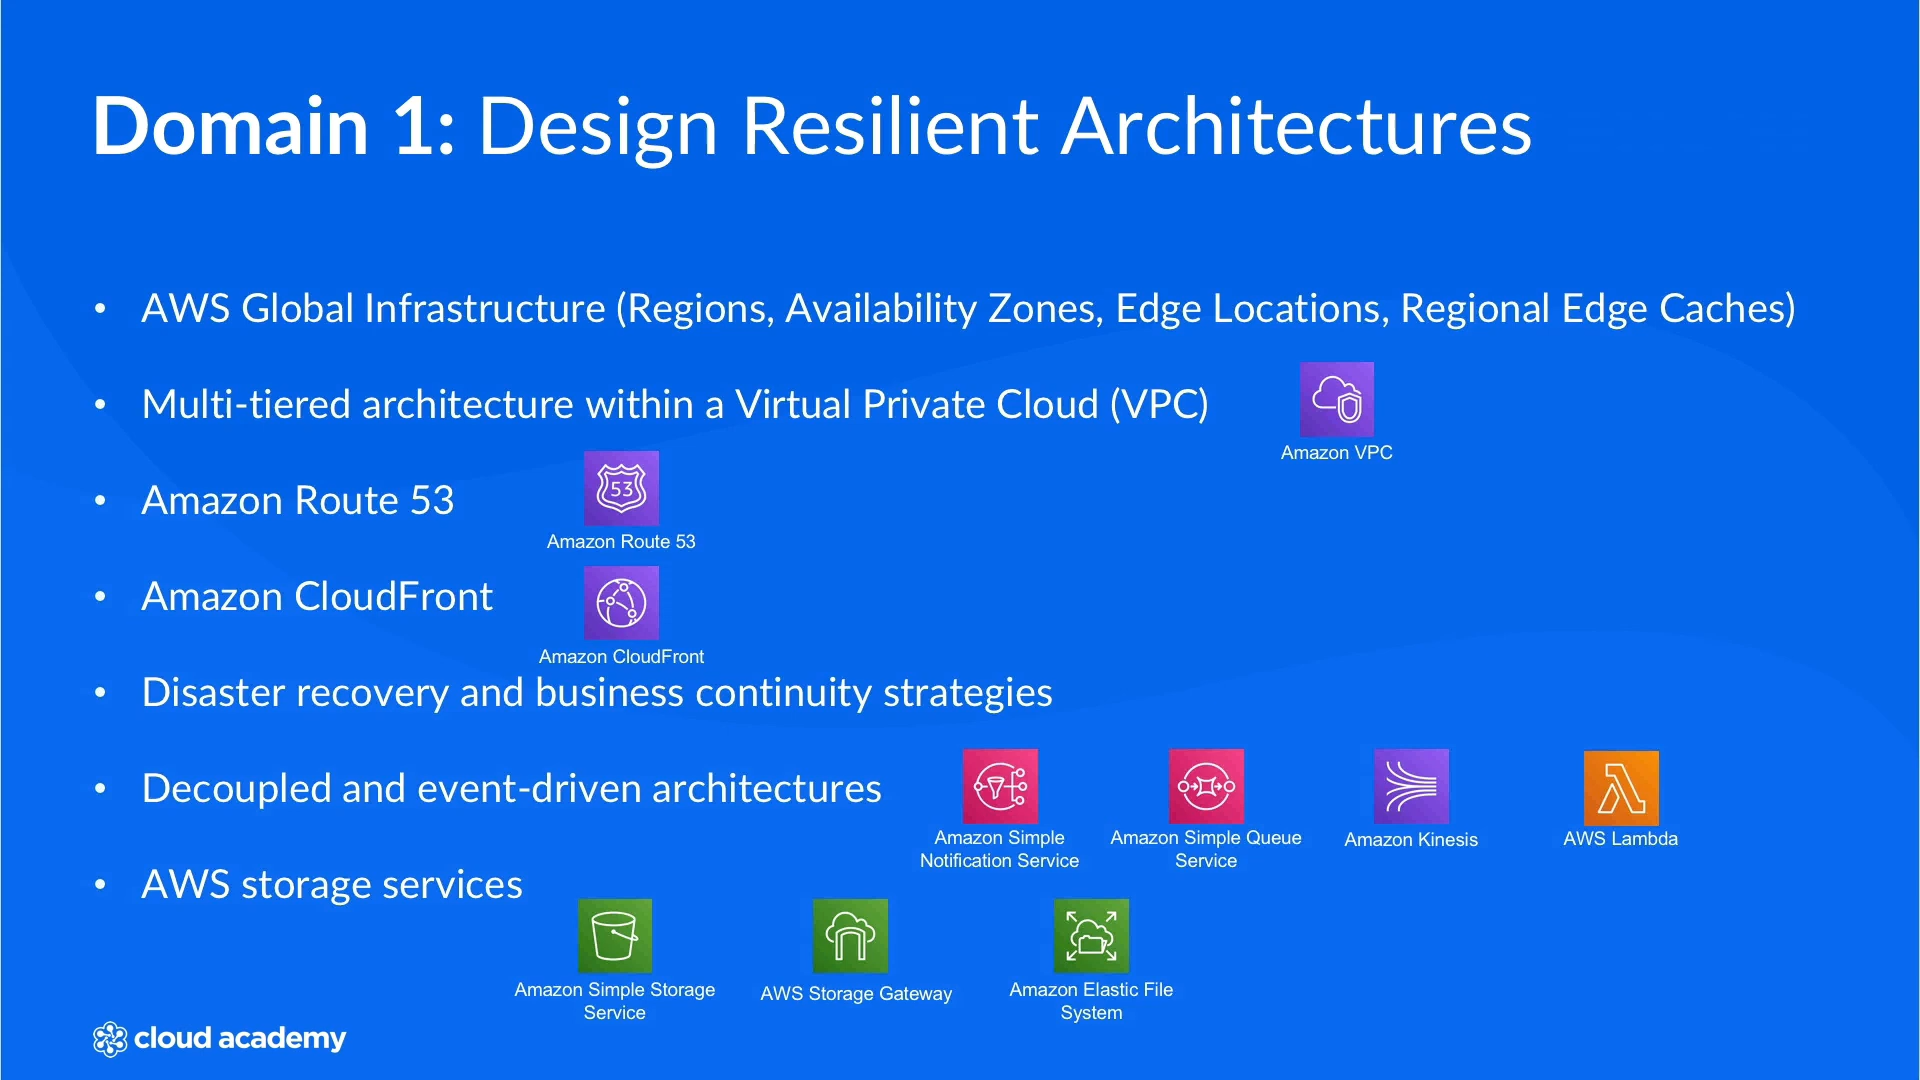 Domain 1: Design Resilient Architectures
• AWS Global Infrastructure (Regions, Availability Zones, Edge Locations, Regional Edge Caches)
• Multi-tiered architecture within a Virtual Private Cloud (VPC)
Amazon VPC
• Amazon Route 53
53
Amazon Route 53
• Amazon CloudFront
Amazon CloudFront
• Disaster recovery and business continuity strategies
• Decoupled and event-driven architectures
Amazon Simple
Notification Service
Amazon Simple Queue
Service
Amazon Kinesis
AWS Lambda
• AWS storage services
Amazon Simple Storage
Service
AWS Storage Gateway
Amazon Elastic File
System
cloud academy